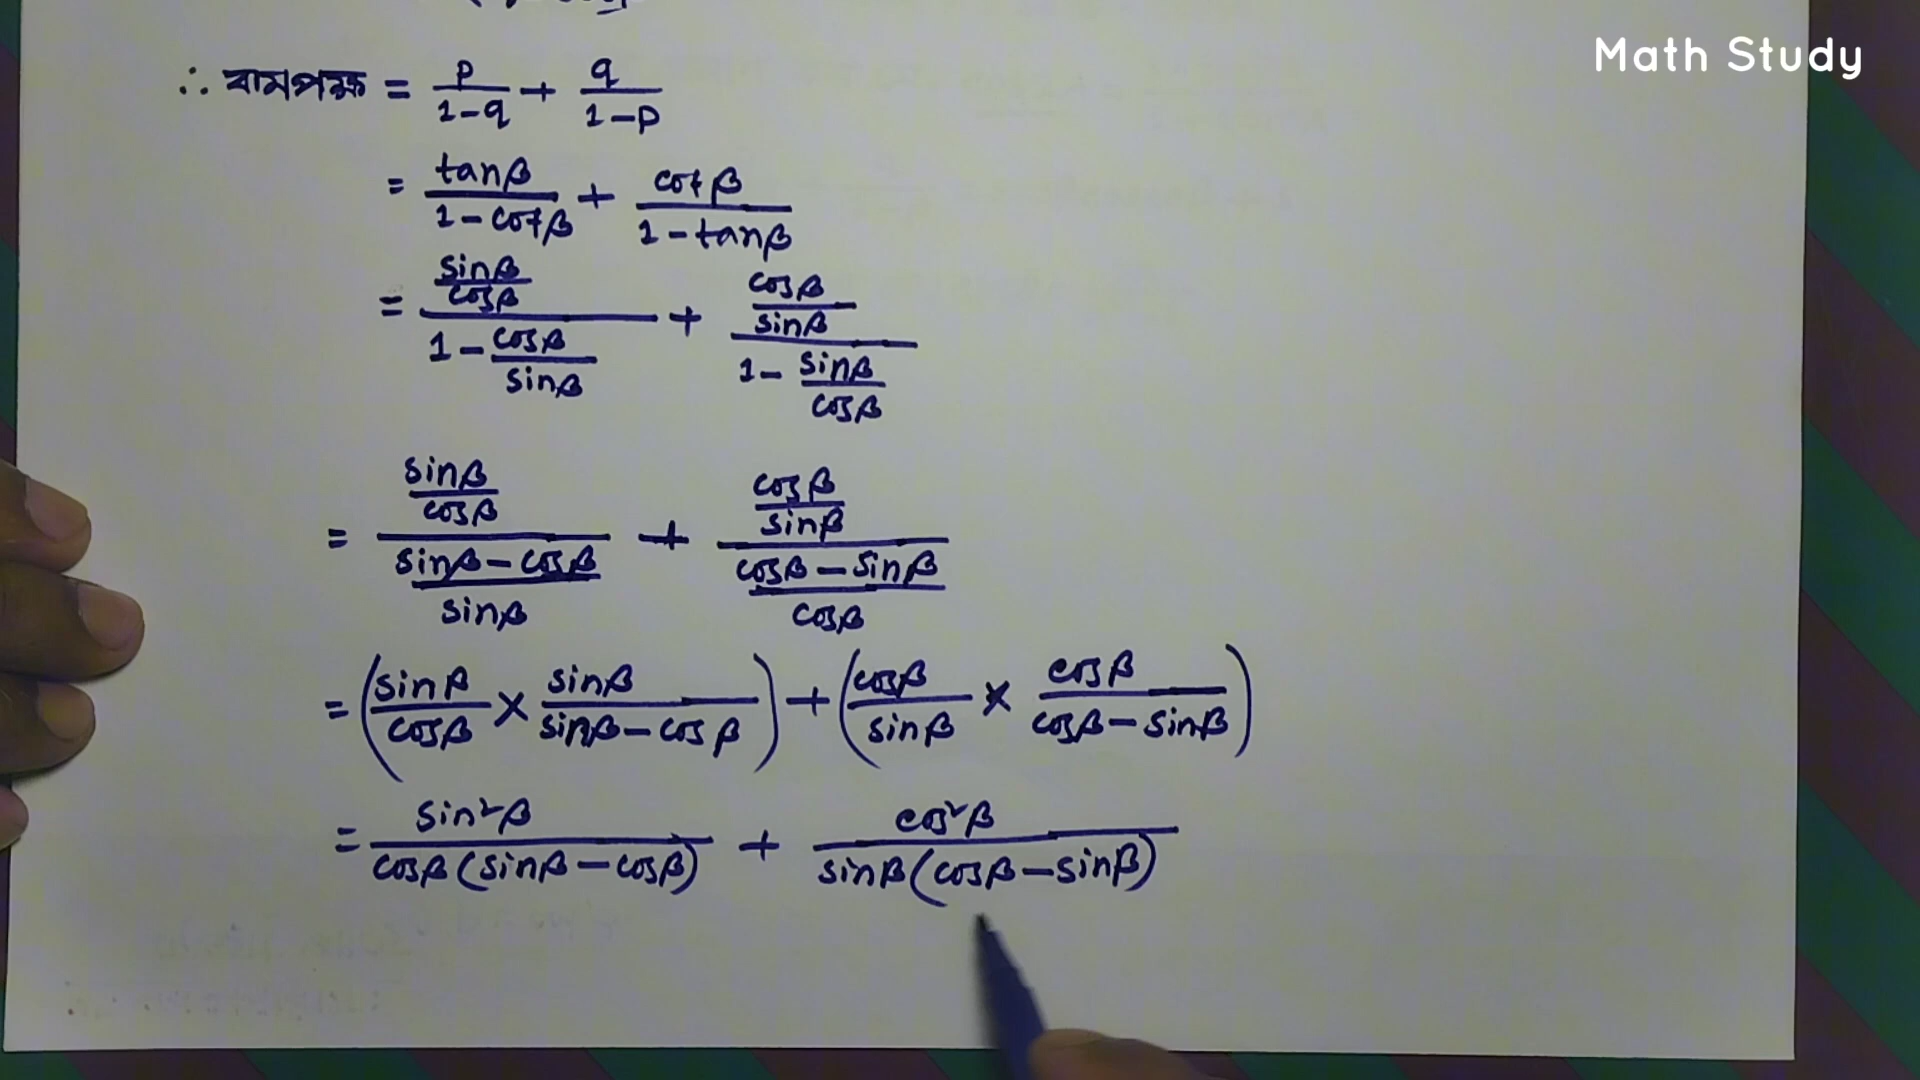 Math Study
∴ বামপক্ষ = p/(1-q) + q/(1-p)
= tanβ/(1-cotβ) + cotβ/(1-tanβ)
= (sinβ/cosβ)/(1-cosβ/sinβ) + (cosβ/sinβ)/(1-sinβ/cosβ)
= (sinβ/cosβ)/((sinβ-cosβ)/sinβ) + (cosβ/sinβ)/((cosβ-sinβ)/cosβ)
= (sinβ/cosβ × sinβ/(sinβ-cosβ)) + (cosβ/sinβ × cosβ/(cosβ-sinβ))
= sin²β/(cosβ(sinβ-cosβ)) + cos²β/(sinβ(cosβ-sinβ))